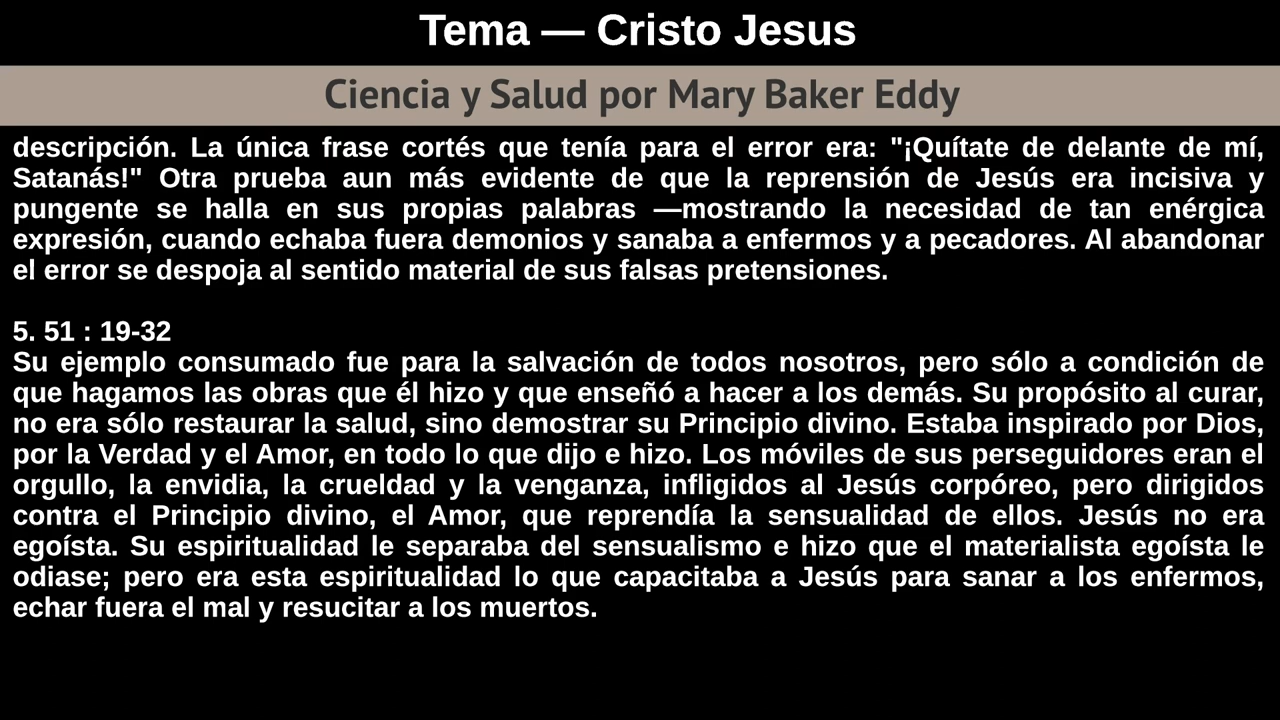 Tema — Cristo Jesus
Ciencia y Salud por Mary Baker Eddy
descripción. La única frase cortés que tenía para el error era: "¡Quítate de delante de mí,
Satanás!" Otra prueba aun más evidente de que la reprensión de Jesús era incisiva y
pungente se halla en sus propias palabras —mostrando la necesidad de tan enérgica
expresión, cuando echaba fuera demonios y sanaba a enfermos y a pecadores. Al abandonar
el error se despoja al sentido material de sus falsas pretensiones.
5. 51 : 19-32
Su ejemplo consumado fue para la salvación de todos nosotros, pero sólo a condición de
que hagamos las obras que él hizo y que enseñó a hacer a los demás. Su propósito al curar,
no era sólo restaurar la salud, sino demostrar su Principio divino. Estaba inspirado por Dios,
por la Verdad y el Amor, en todo lo que dijo e hizo. Los móviles de sus perseguidores eran el
orgullo, la envidia, la crueldad y la venganza, infligidos al Jesús corpóreo, pero dirigidos
contra el Principio divino, el Amor, que reprendía la sensualidad de ellos. Jesús no era
egoísta. Su espiritualidad le separaba del sensualismo e hizo que el materialista egoísta le
odiase; pero era esta espiritualidad lo que capacitaba a Jesús para sanar a los enfermos,
echar fuera el mal y resucitar a los muertos.